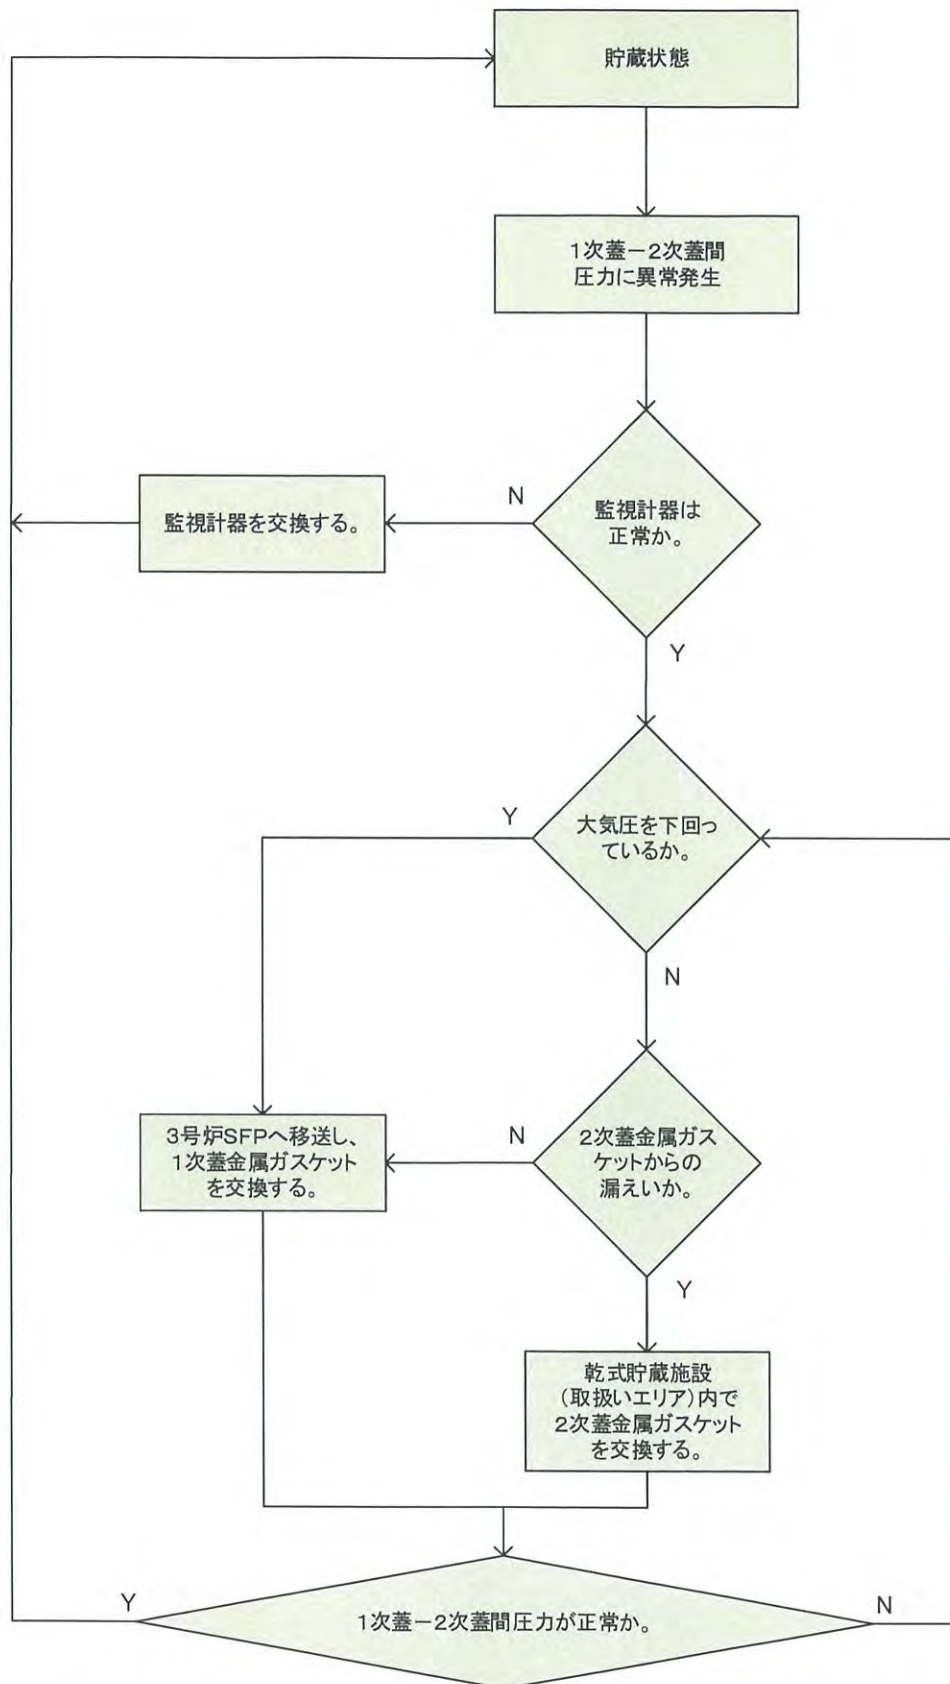 貯蔵状態
1次蓋－2次蓋間
圧力に異常発生
監視計器は
正常か。
N
監視計器を交換する。
Y
大気圧を下回っ
ているか。
Y
N
2次蓋金属ガス
ケットからの
漏えいか。
N
3号炉SFPへ移送し、
1次蓋金属ガスケット
を交換する。
Y
乾式貯蔵施設
(取扱いエリア)内で
2次蓋金属ガスケット
を交換する。
1次蓋－2次蓋間圧力が正常か。
Y
N